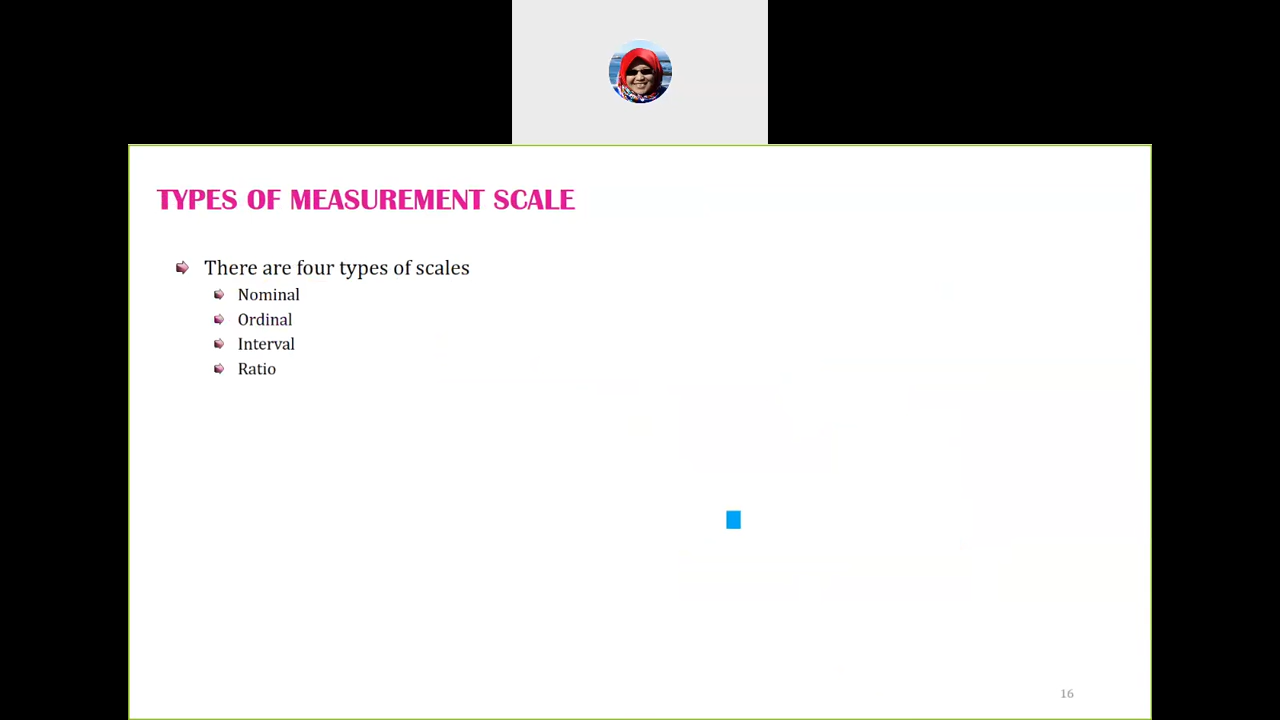 TYPES OF MEASUREMENT SCALE
There are four types of scales
Nominal
Ordinal
Interval
Ratio
16